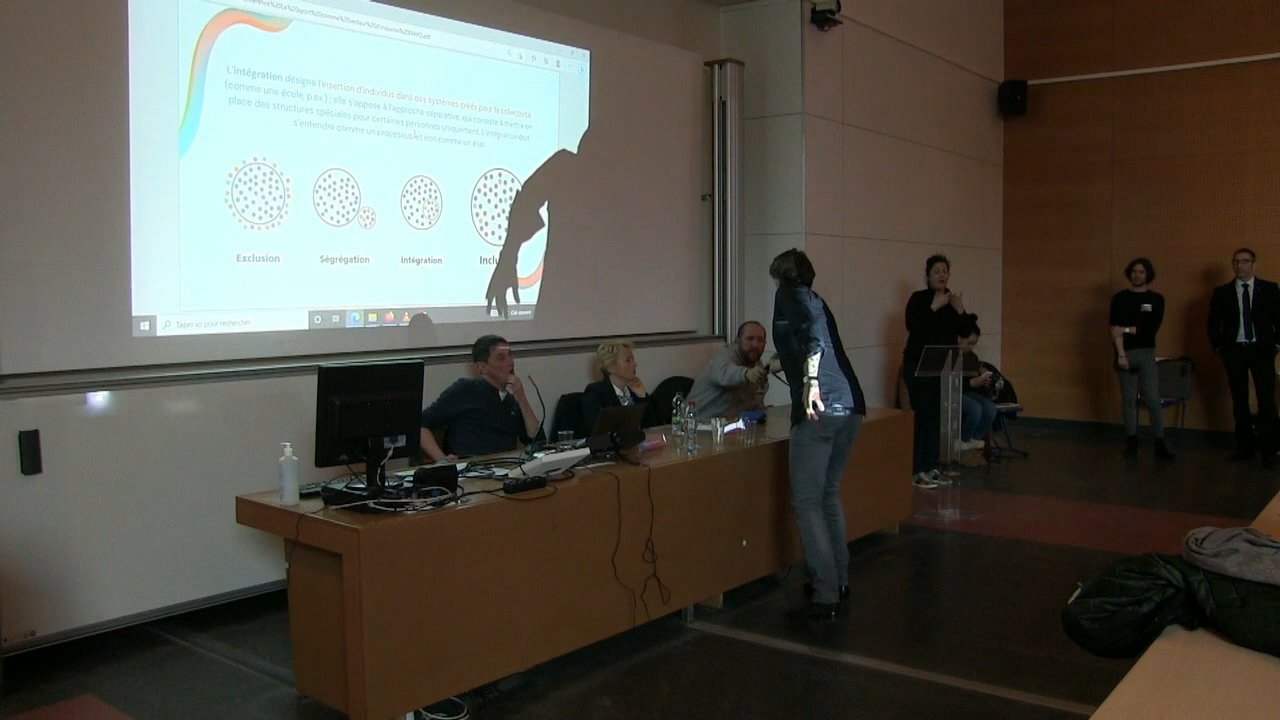 L'intégration désigne l'insertion d'individus dans des systèmes créés pour la collectivité
(comme une école, p.ex.) ; elle s'oppose à l'approche séparative qui consiste à mettre en
place des structures spéciales pour certaines personnes uniquement. L'intégration doit
s'entendre comme un processus et non comme un état.
Exclusion
Ségrégation
Intégration
Inclu
Taper ici pour rechercher